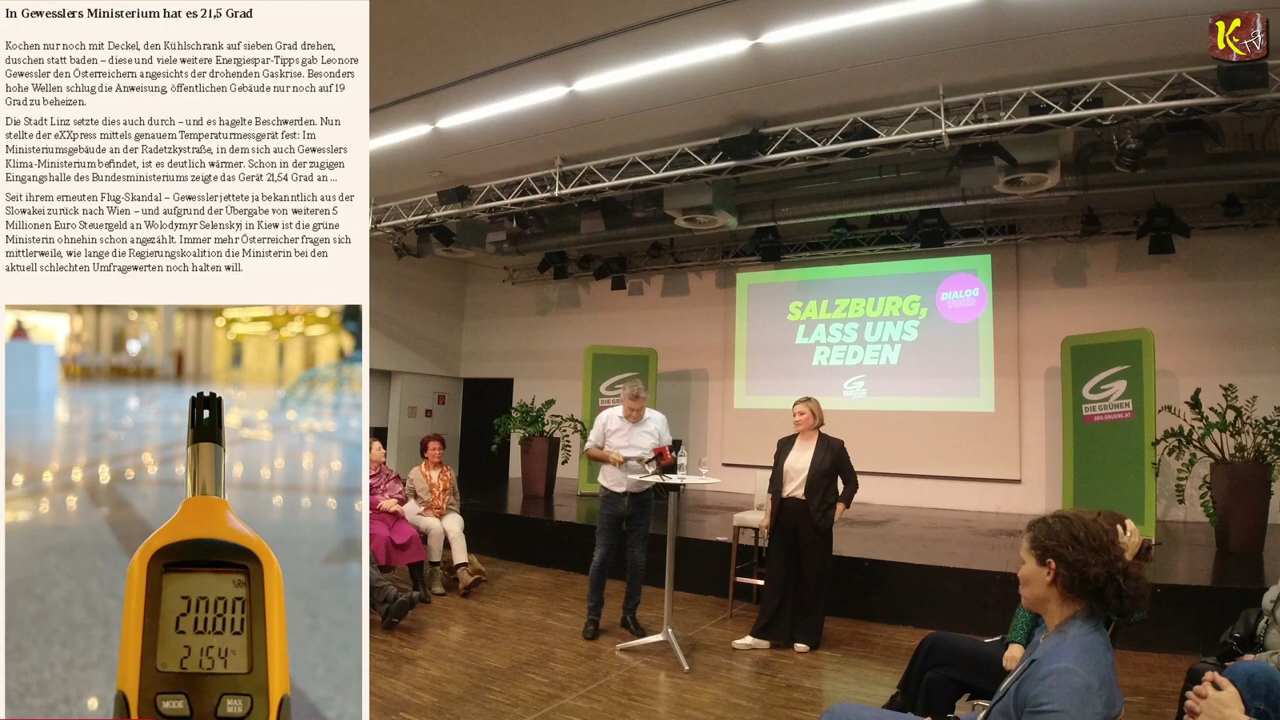 In Gewesslers Ministerium hat es 21,5 Grad
Kochen nur noch mit Deckel, den Kühlschrank auf sieben Grad drehen,
duschen statt baden – diese und viele weitere Energiespar-Tipps gab Leonore
Gewessler den Österreichern angesichts der drohenden Gaskrise. Besonders
hohe Wellen schlug die Anweisung, öffentlichen Gebäude nur noch auf 19
Grad zu beheizen.
Die Stadt Linz setzte dies auch durch – und es hagelte Beschwerden. Nun
stellte der eXXpress mittels genauem Temperaturmessgerät fest: Im
Ministeriumsgebäude an der Radetzkystraße, in dem sich auch Gewesslers
Klima-Ministerium befindet, ist es deutlich wärmer. Schon in der zugigen
Eingangshalle des Bundesministeriums zeigte das Gerät 21,54 Grad an ...
Seit ihrem erneuten Flug-Skandal – Gewessler jettete ja bekanntlich aus der
Slowakei zurück nach Wien – und aufgrund der Übergabe von weiteren 5
Millionen Euro Steuergeld an Wolodymyr Selenskyj in Kiew ist die grüne
Ministerin ohnehin schon angezählt. Immer mehr Österreicher fragen sich
mittlerweile, wie lange die Regierungskoalition die Ministerin bei den
aktuell schlechten Umfragewerten noch halten will.
%RH
20.80
21.54
MODE
MAX
MIN
K
TV
SALZBURG,
LASS UNS
REDEN
DIALOG
TOUR
DIE GRÜNEN
SBG.GRUENE.AT